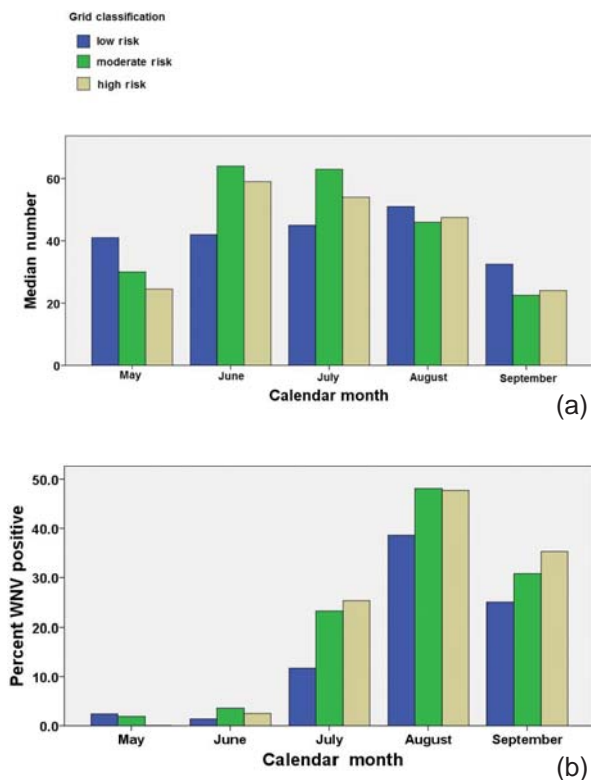 Grid classification
low risk
moderate risk
high risk
Median number
60
40
20
0
May June July August September
Calendar month
(a)
Percent WNV positive
50.0
40.0
30.0
20.0
10.0
0.0
May June July August September
Calendar month
(b)